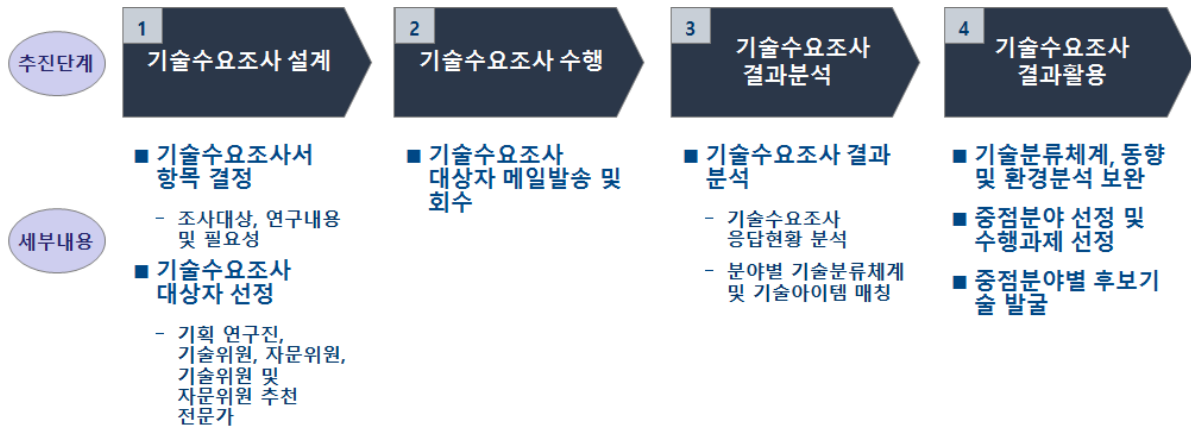 추진단계
1
기술수요조사 설계
2
기술수요조사 수행
3
기술수요조사
결과분석
4
기술수요조사
결과활용
세부내용
■ 기술수요조사서
항목 결정
- 조사대상, 연구내용
및 필요성
■ 기술수요조사
대상자 선정
- 기획 연구진,
기술위원, 자문위원,
기술위원 및
자문위원 추천
전문가
■ 기술수요조사
대상자 메일발송 및
회수
■ 기술수요조사 결과
분석
- 기술수요조사
응답현황 분석
- 분야별 기술분류체계
및 기술아이템 매칭
■ 기술분류체계, 동향
및 환경분석 보완
■ 중점분야 선정 및
수행과제 선정
■ 중점분야별 후보기
술 발굴